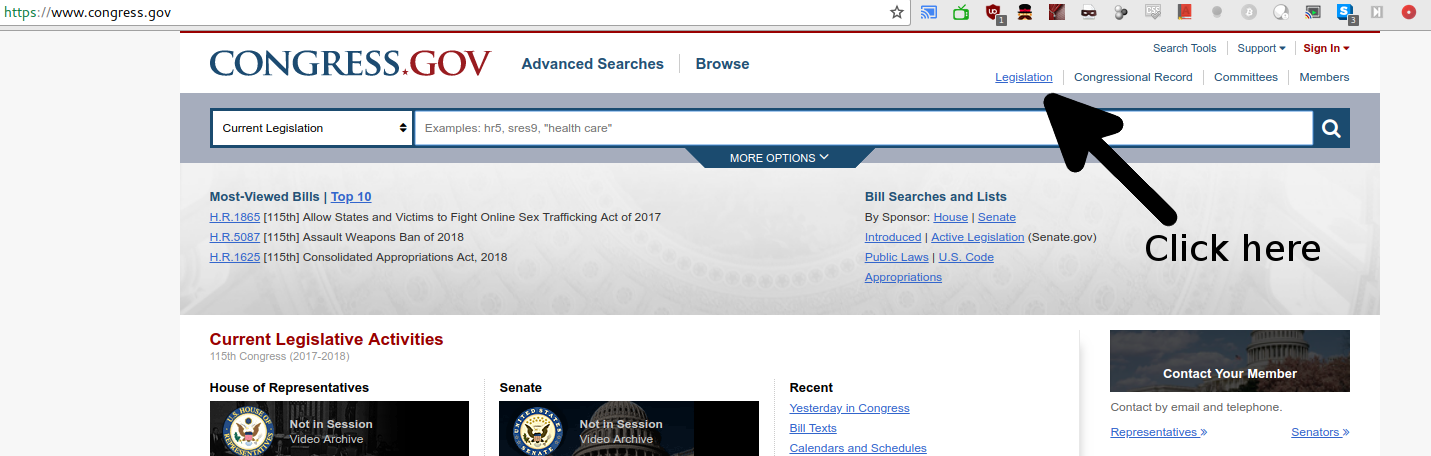 https://www.congress.gov
1
3
Search Tools Support Sign In
CONGRESS.GOV Advanced Searches Browse
Legislation Congressional Record Committees Members
Current Legislation Examples: hr5, sres9, "health care"
MORE OPTIONS
Most-Viewed Bills | Top 10
H.R.1865 [115th] Allow States and Victims to Fight Online Sex Trafficking Act of 2017
H.R.5087 [115th] Assault Weapons Ban of 2018
H.R.1625 [115th] Consolidated Appropriations Act, 2018
Bill Searches and Lists
By Sponsor: House | Senate
Introduced | Active Legislation (Senate.gov)
Public Laws | U.S. Code
Appropriations
Click here
Current Legislative Activities
115th Congress (2017-2018)
House of Representatives
Not in Session
Video Archive
Senate
Not in Session
Video Archive
Recent
Yesterday in Congress
Bill Texts
Calendars and Schedules
Contact Your Member
Contact by email and telephone.
Representatives » Senators »